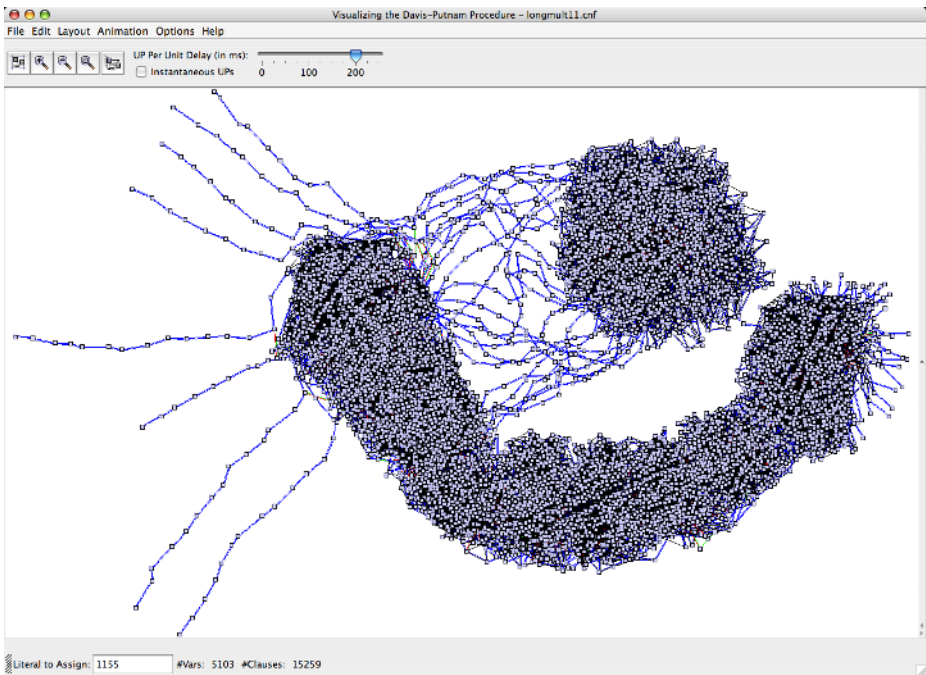 Visualizing the Davis-Putnam Procedure - longmult11.cnf
File Edit Layout Animation Options Help
UP Per Unit Delay (in ms):
Instantaneous UPs
0 100 200
Literal to Assign: 1155 #Vars: 5103 #Clauses: 15259